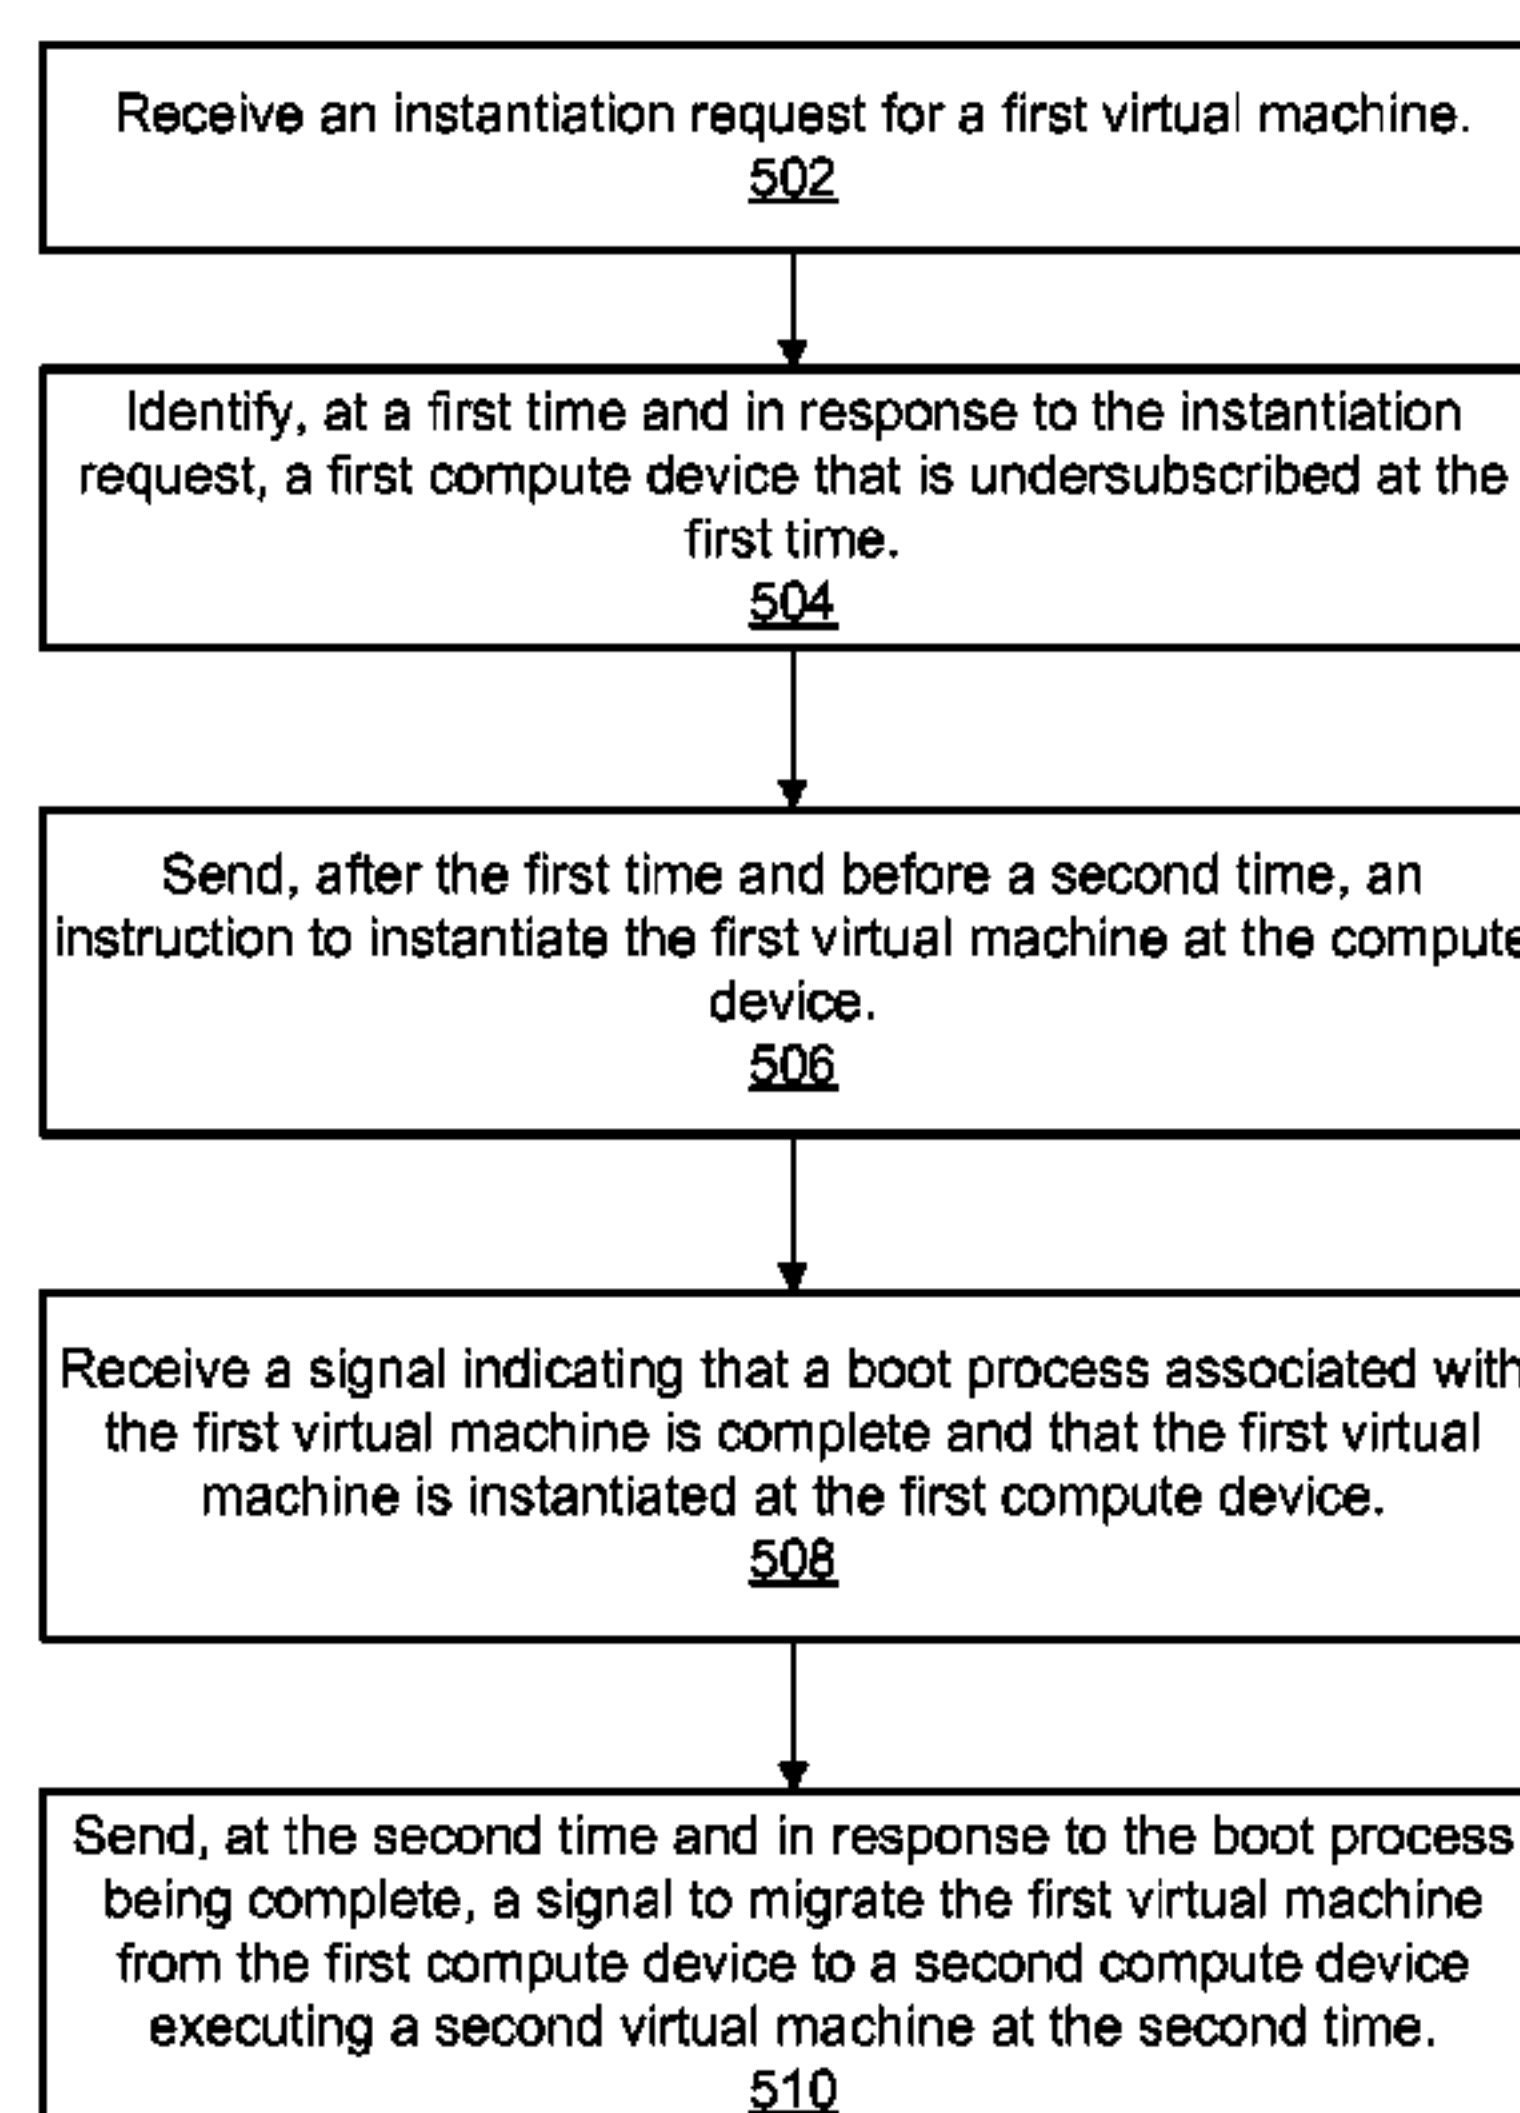 Receive an instantiation request for a first virtual machine.
502
Identify, at a first time and in response to the instantiation
request, a first compute device that is undersubscribed at the
first time.
504
Send, after the first time and before a second time, an
instruction to instantiate the first virtual machine at the compute
device.
506
Receive a signal indicating that a boot process associated with
the first virtual machine is complete and that the first virtual
machine is instantiated at the first compute device.
508
Send, at the second time and in response to the boot process
being complete, a signal to migrate the first virtual machine
from the first compute device to a second compute device
executing a second virtual machine at the second time.
510